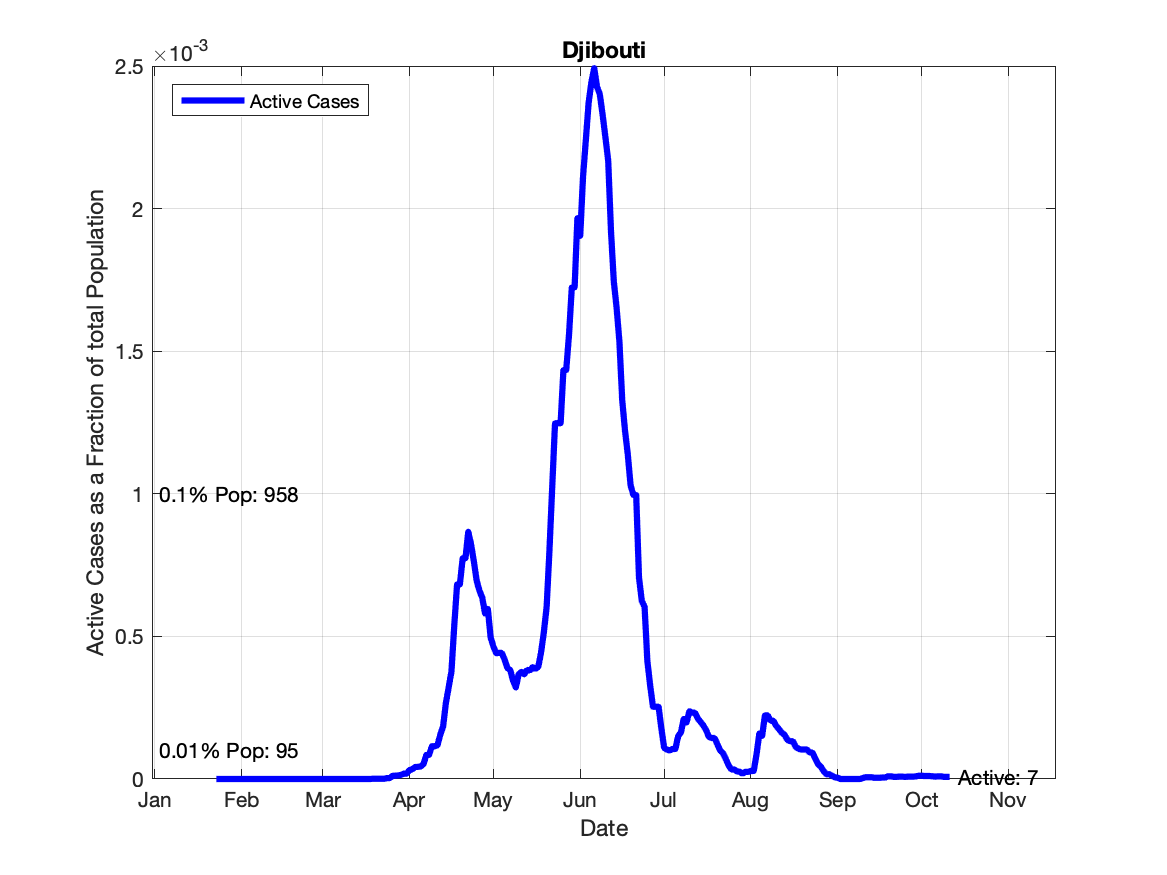 Djibouti
×10-3
2.5
2
1.5
1
0.5
0
Active Cases
0.1% Pop: 958
0.01% Pop: 95
Active: 7
Jan Feb Mar Apr May Jun Jul Aug Sep Oct Nov
Date
Active Cases as a Fraction of total Population